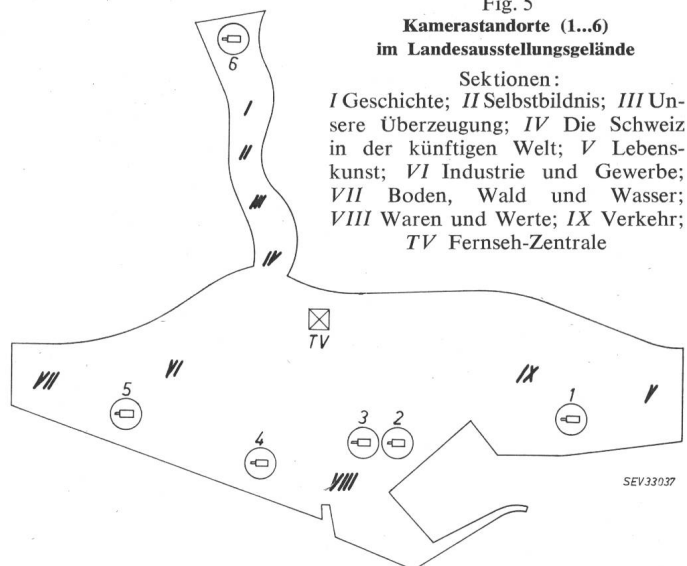 Fig. 5
Kamerastandorte (1...6)
im Landesausstellungsgelände
Sektionen:
I Geschichte; II Selbstbildnis; III Un-
sere Überzeugung; IV Die Schweiz
in der künftigen Welt; V Lebens-
kunst; VI Industrie und Gewerbe;
VII Boden, Wald und Wasser;
VIII Waren und Werte; IX Verkehr;
TV Fernseh-Zentrale
6
I
II
III
IV
TV
VII
VI
IX
V
5
4
3
2
1
VIII
SEV33037